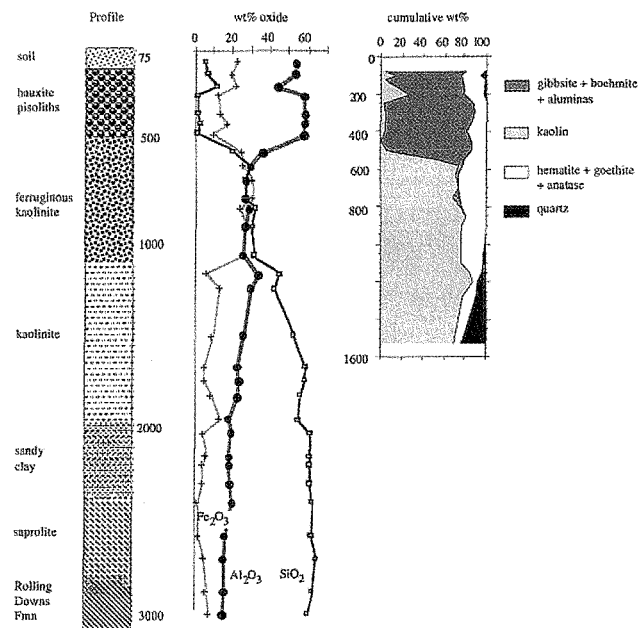 Profile
wt% oxide
cumulative wt%
0 20 40 60
0 20 40 60 80 100
soil
75
bauxite
pisoliths
500
ferruginous
kaolinite
1000
kaolinite
2000
sandy
clay
saprolite
Rolling
Downs
Fmn
3000
Fe2O3
Al2O3
SiO2
0
200
400
600
800
1600
gibbsite + boehmite
+ aluminas
kaolin
hematite + goethite
+ anatase
quartz